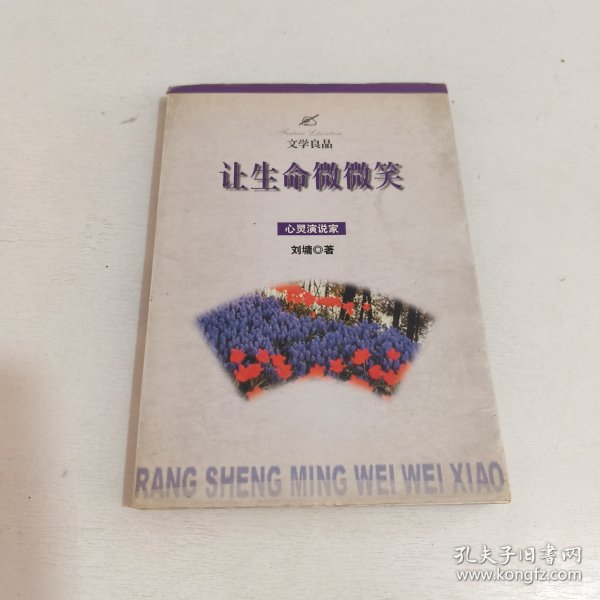 Feature Literature
文学良品
让生命微微笑
心灵演说家
刘墉◎著
RANG SHENG MING WEI WEI XIAO
孔夫子旧书网
www.kongfz.com